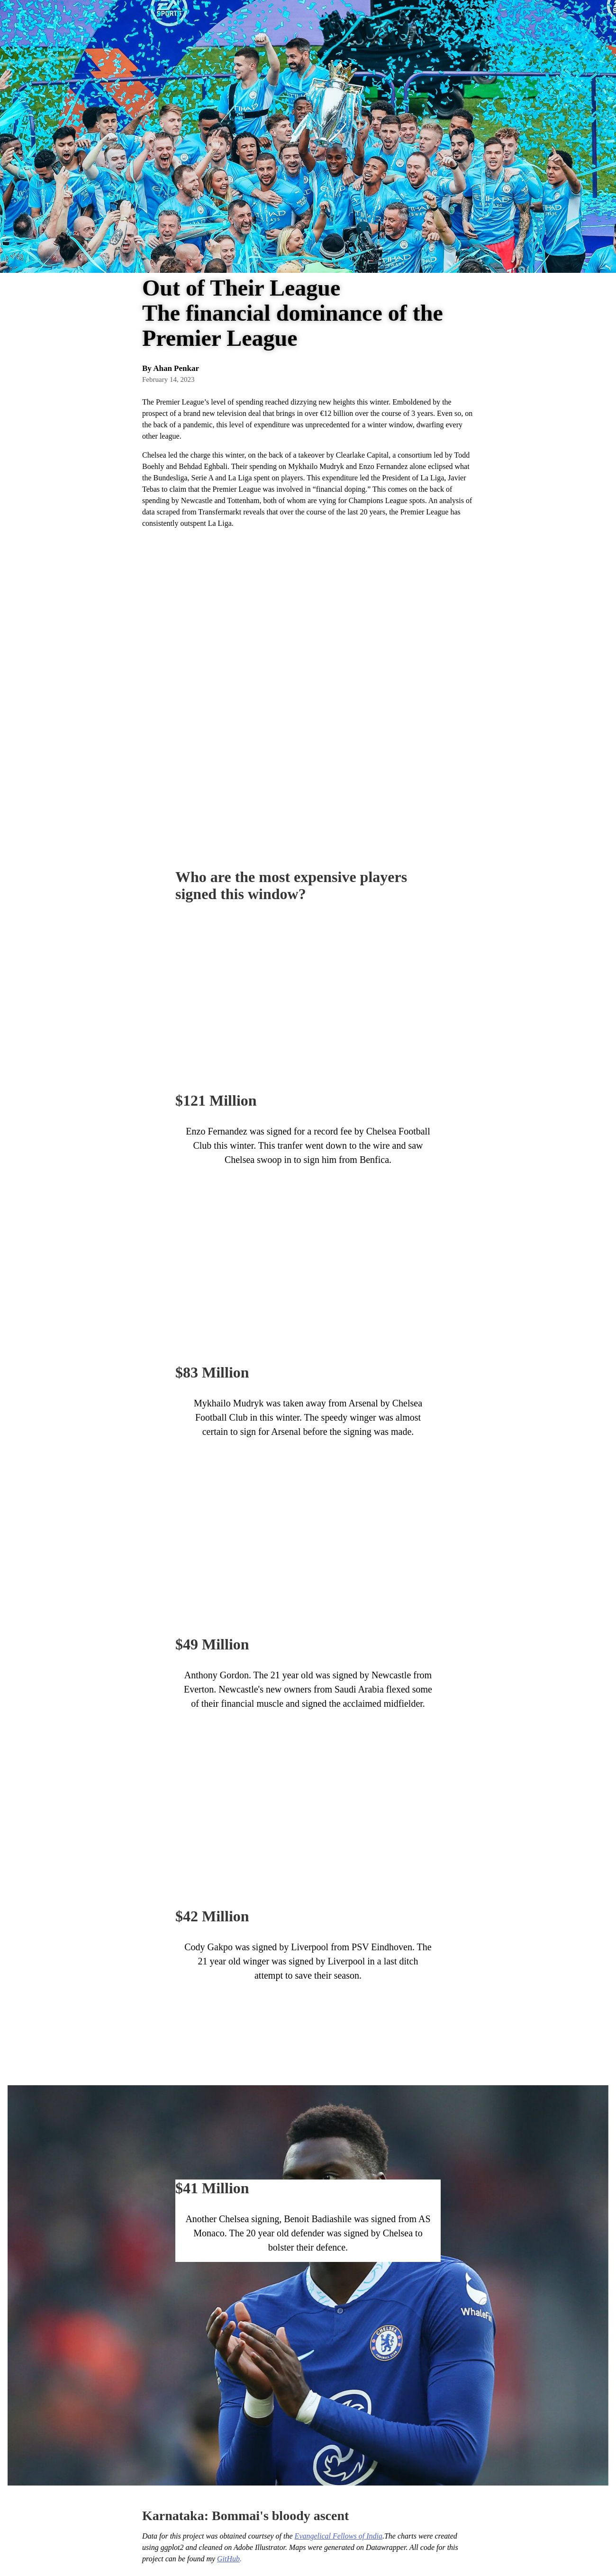 EA
SPORTS
Out of Their League
The financial dominance of the
Premier League
By Ahan Penkar
February 14, 2023
The Premier League’s level of spending reached dizzying new heights this winter. Emboldened by the
prospect of a brand new television deal that brings in over €12 billion over the course of 3 years. Even so, on
the back of a pandemic, this level of expenditure was unprecedented for a winter window, dwarfing every
other league.
Chelsea led the charge this winter, on the back of a takeover by Clearlake Capital, a consortium led by Todd
Boehly and Behdad Eghbali. Their spending on Mykhailo Mudryk and Enzo Fernandez alone eclipsed what
the Bundesliga, Serie A and La Liga spent on players. This expenditure led the President of La Liga, Javier
Tebas to claim that the Premier League was involved in “financial doping.” This comes on the back of
spending by Newcastle and Tottenham, both of whom are vying for Champions League spots. An analysis of
data scraped from Transfermarkt reveals that over the course of the last 20 years, the Premier League has
consistently outspent La Liga.
Who are the most expensive players
signed this window?
$121 Million
Enzo Fernandez was signed for a record fee by Chelsea Football
Club this winter. This tranfer went down to the wire and saw
Chelsea swoop in to sign him from Benfica.
$83 Million
Mykhailo Mudryk was taken away from Arsenal by Chelsea
Football Club in this winter. The speedy winger was almost
certain to sign for Arsenal before the signing was made.
$49 Million
Anthony Gordon. The 21 year old was signed by Newcastle from
Everton. Newcastle's new owners from Saudi Arabia flexed some
of their financial muscle and signed the acclaimed midfielder.
$42 Million
Cody Gakpo was signed by Liverpool from PSV Eindhoven. The
21 year old winger was signed by Liverpool in a last ditch
attempt to save their season.
$41 Million
Another Chelsea signing, Benoit Badiashile was signed from AS
Monaco. The 20 year old defender was signed by Chelsea to
bolster their defence.
Karnataka: Bommai's bloody ascent
Data for this project was obtained courtsey of the Evangelical Fellows of India.The charts were created
using ggplot2 and cleaned on Adobe Illustrator. Maps were generated on Datawrapper. All code for this
project can be found my GitHub.